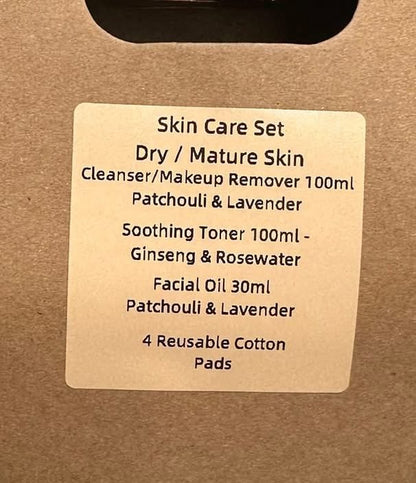 Skin Care Set
Dry / Mature Skin
Cleanser/Makeup Remover 100ml
Patchouli & Lavender
Soothing Toner 100ml -
Ginseng & Rosewater
Facial Oil 30ml
Patchouli & Lavender
4 Reusable Cotton
Pads